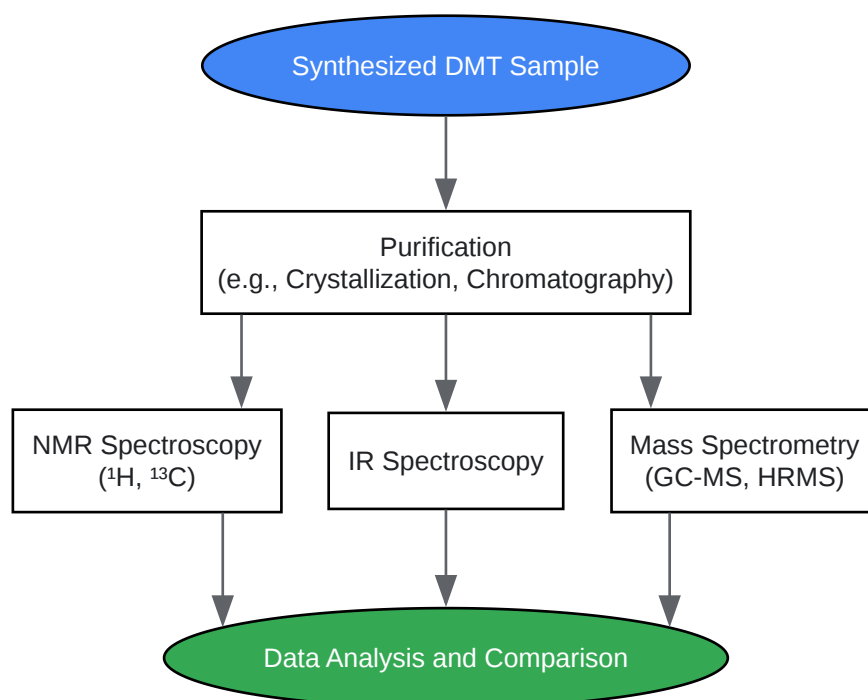 Synthesized DMT Sample
Purification
(e.g., Crystallization, Chromatography)
NMR Spectroscopy
(¹H, ¹³C)
IR Spectroscopy
Mass Spectrometry
(GC-MS, HRMS)
Data Analysis and Comparison